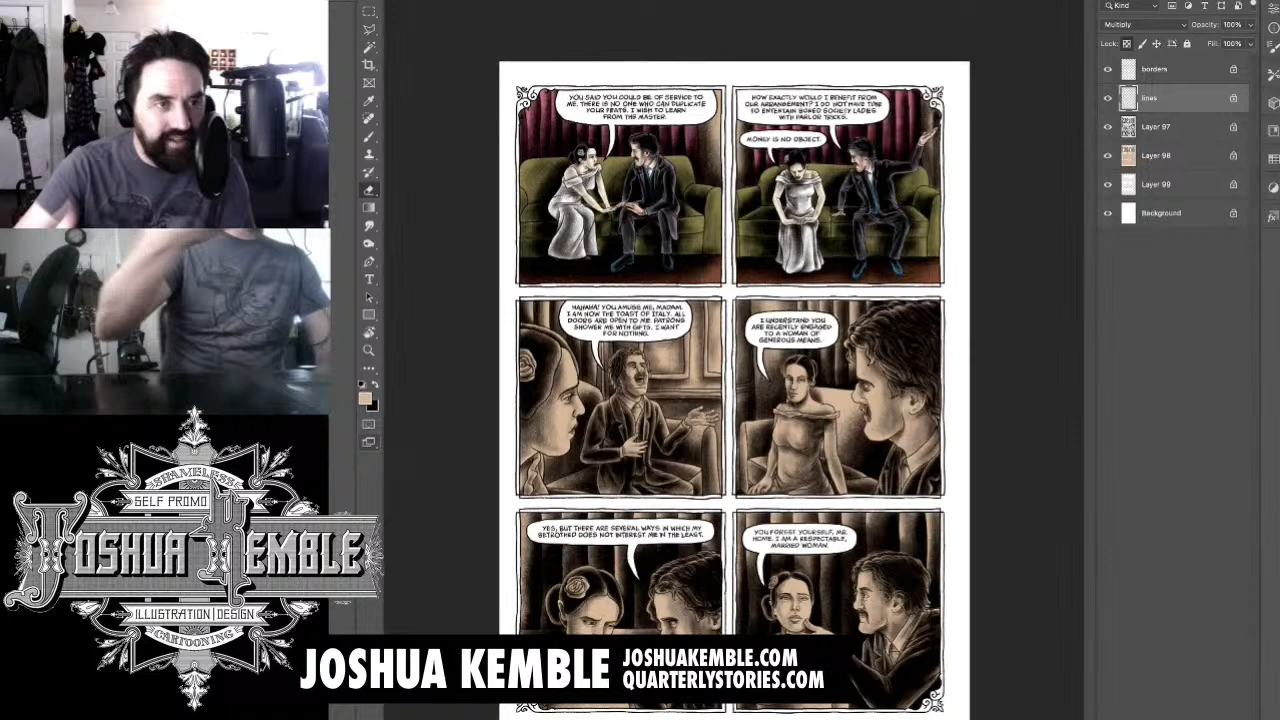 Kind
Multiply
Opacity: 100%
Lock:
Fill: 100%
borders
lines
Layer 97
Layer 98
Layer 99
Background
YOU SAID YOU COULD BE OF SERVICE TO
ME. THERE IS NO ONE WHO CAN DUPLICATE
YOUR FEATS. I WISH TO LEARN
FROM THE MASTER.
HOW EXACTLY WOULD I BENEFIT FROM
OUR ARRANGEMENT? I DO NOT HAVE TIME
TO ENTERTAIN BORED SOCIETY LADIES
WITH PARLOR TRICKS.
MONEY IS NO OBJECT.
HAHAHA! YOU AMUSE ME, MADAM.
I AM NOW THE TOAST OF ITALY. ALL
DOORS ARE OPEN TO ME. PATRONS
SHOWER ME WITH GIFTS. I WANT
FOR NOTHING.
I UNDERSTAND YOU
ARE RECENTLY ENGAGED
TO A WOMAN OF
GENEROUS MEANS.
YES, BUT THERE ARE SEVERAL WAYS IN WHICH MY
BETROTHED DOES NOT INTEREST ME IN THE LEAST.
YOU FORGET YOURSELF, MR.
HOME. I AM A RESPECTABLE,
MARRIED WOMAN.
SHAMELESS
SELF PROMO
JOSHUA KEMBLE
ILLUSTRATION|DESIGN
CARTOONING
JOSHUA KEMBLE
JOSHUAKEMBLE.COM
QUARTERLYSTORIES.COM